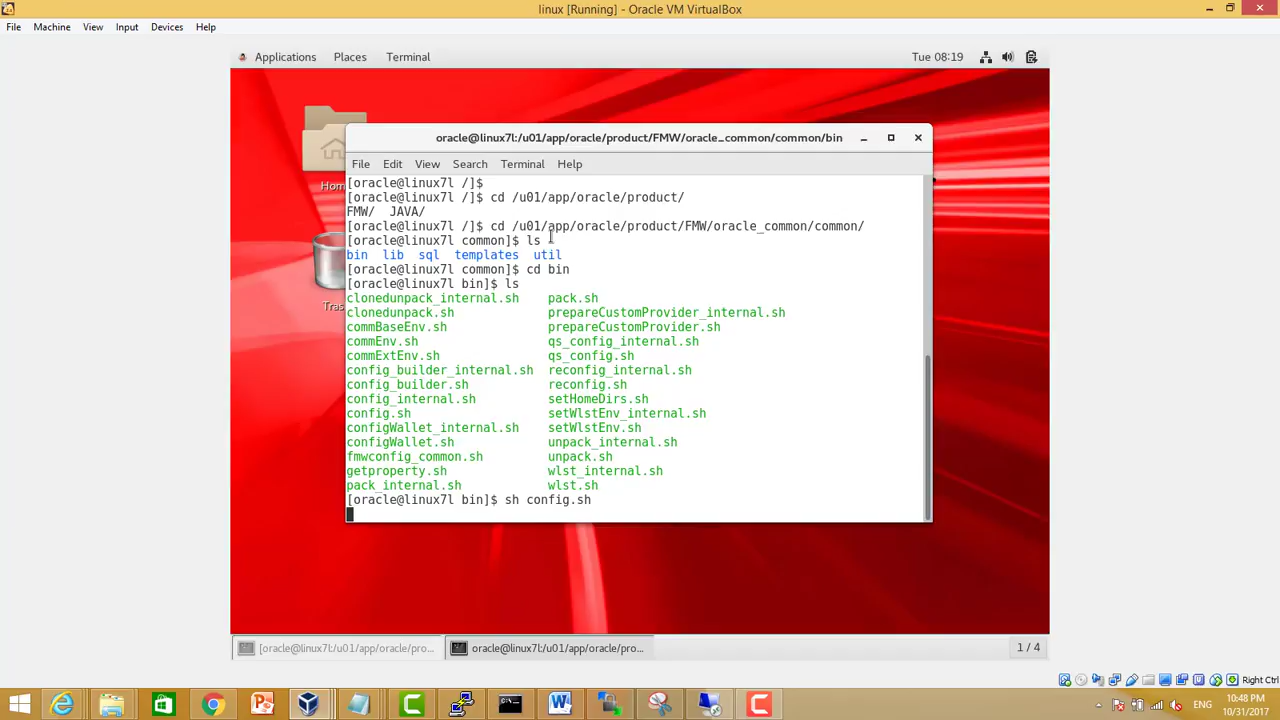 linux [Running] - Oracle VM VirtualBox
File Machine View Input Devices Help
Applications Places Terminal Tue 08:19
oracle@linux7l:/u01/app/oracle/product/FMW/oracle_common/common/bin
File Edit View Search Terminal Help
[oracle@linux7l /]$
[oracle@linux7l /]$ cd /u01/app/oracle/product/
FMW/ JAVA/
[oracle@linux7l /]$ cd /u01/app/oracle/product/FMW/oracle_common/common/
[oracle@linux7l common]$ ls
bin lib sql templates util
[oracle@linux7l common]$ cd bin
[oracle@linux7l bin]$ ls
clonedunpack_internal.sh pack.sh
clonedunpack.sh prepareCustomProvider_internal.sh
commBaseEnv.sh prepareCustomProvider.sh
commEnv.sh qs_config_internal.sh
commExtEnv.sh qs_config.sh
config_builder_internal.sh reconfig_internal.sh
config_builder.sh reconfig.sh
config_internal.sh setHomeDirs.sh
config.sh setWlstEnv_internal.sh
configWallet_internal.sh setWlstEnv.sh
configWallet.sh unpack_internal.sh
fmwconfig_common.sh unpack.sh
getproperty.sh wlst_internal.sh
pack_internal.sh wlst.sh
[oracle@linux7l bin]$ sh config.sh
Hom
Tras
[oracle@linux7l:/u01/app/oracle/pro... oracle@linux7l:/u01/app/oracle/pro... 1 / 4
Right Ctrl
ENG
10:48 PM
10/31/2017